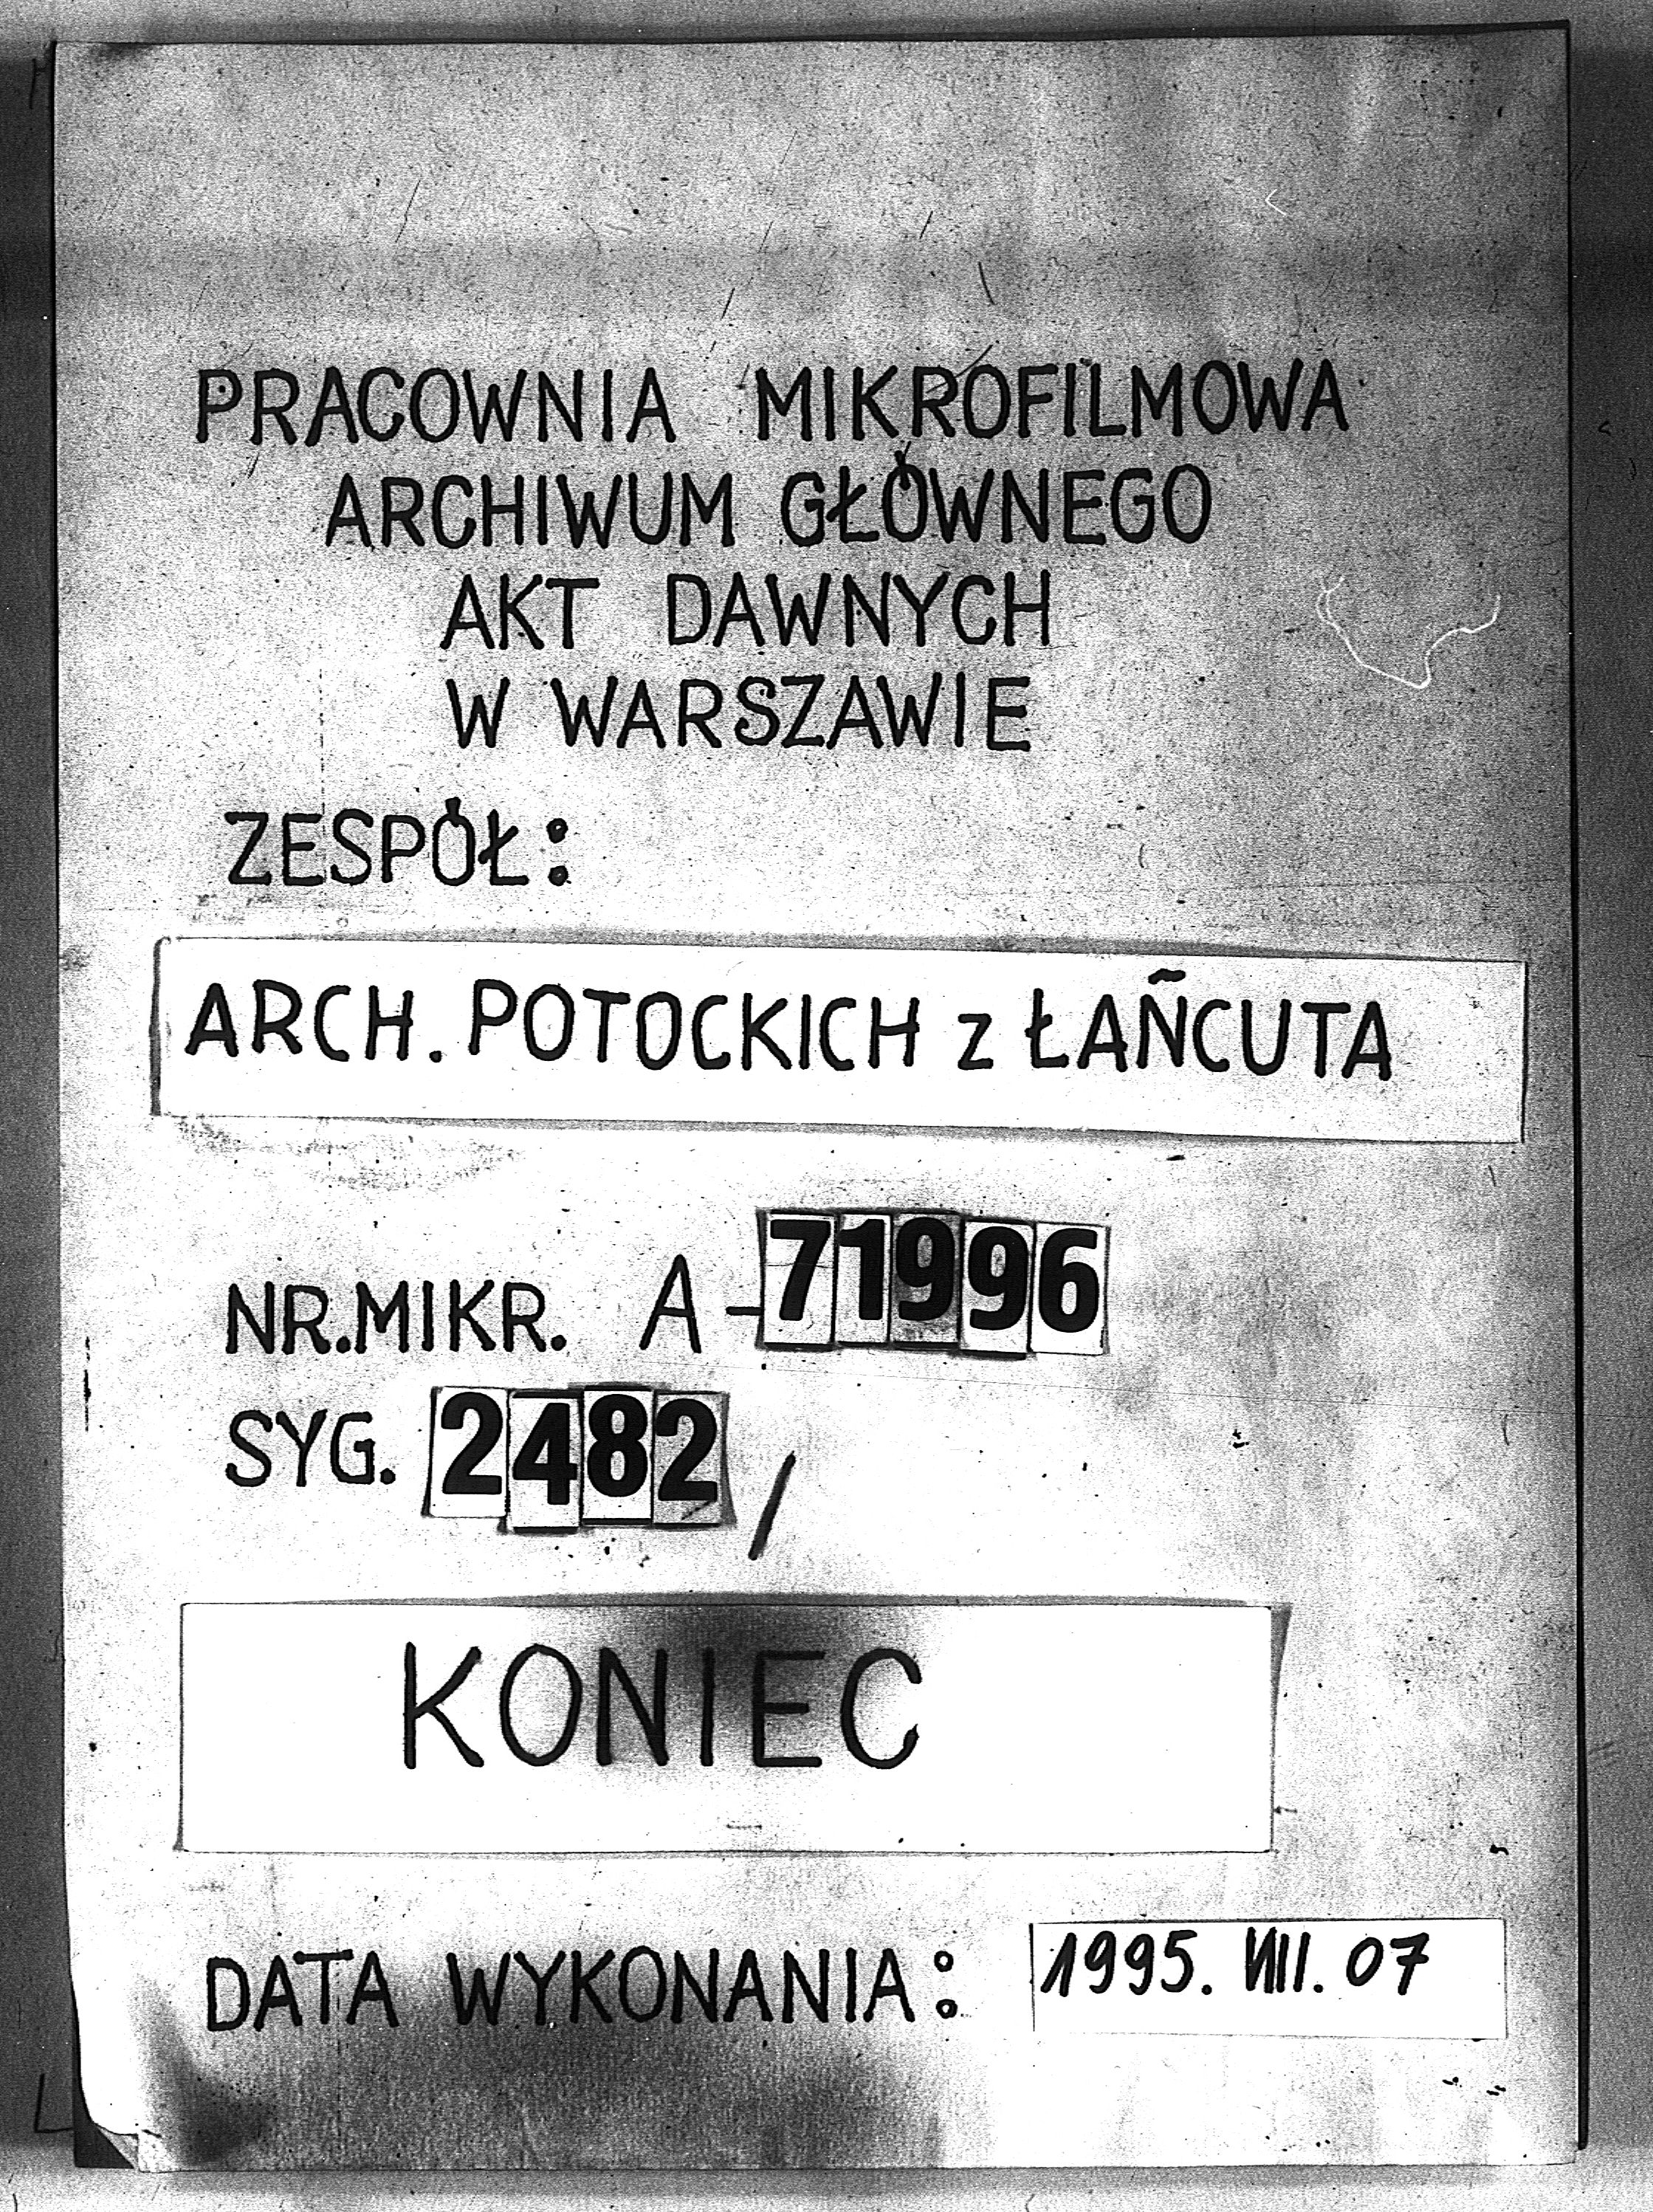 PRACOWNIA MIKROFILMOWA
ARCHIWUM GŁÓWNEGO
AKT DAWNYCH
W WARSZAWIE
ZESPÓŁ:
ARCH. POTOCKICH z ŁAŃCUTA
NR. MIKR. A-71996
SYG. 2482/
KONIEC
DATA WYKONANIA: 1995. VIII. 07